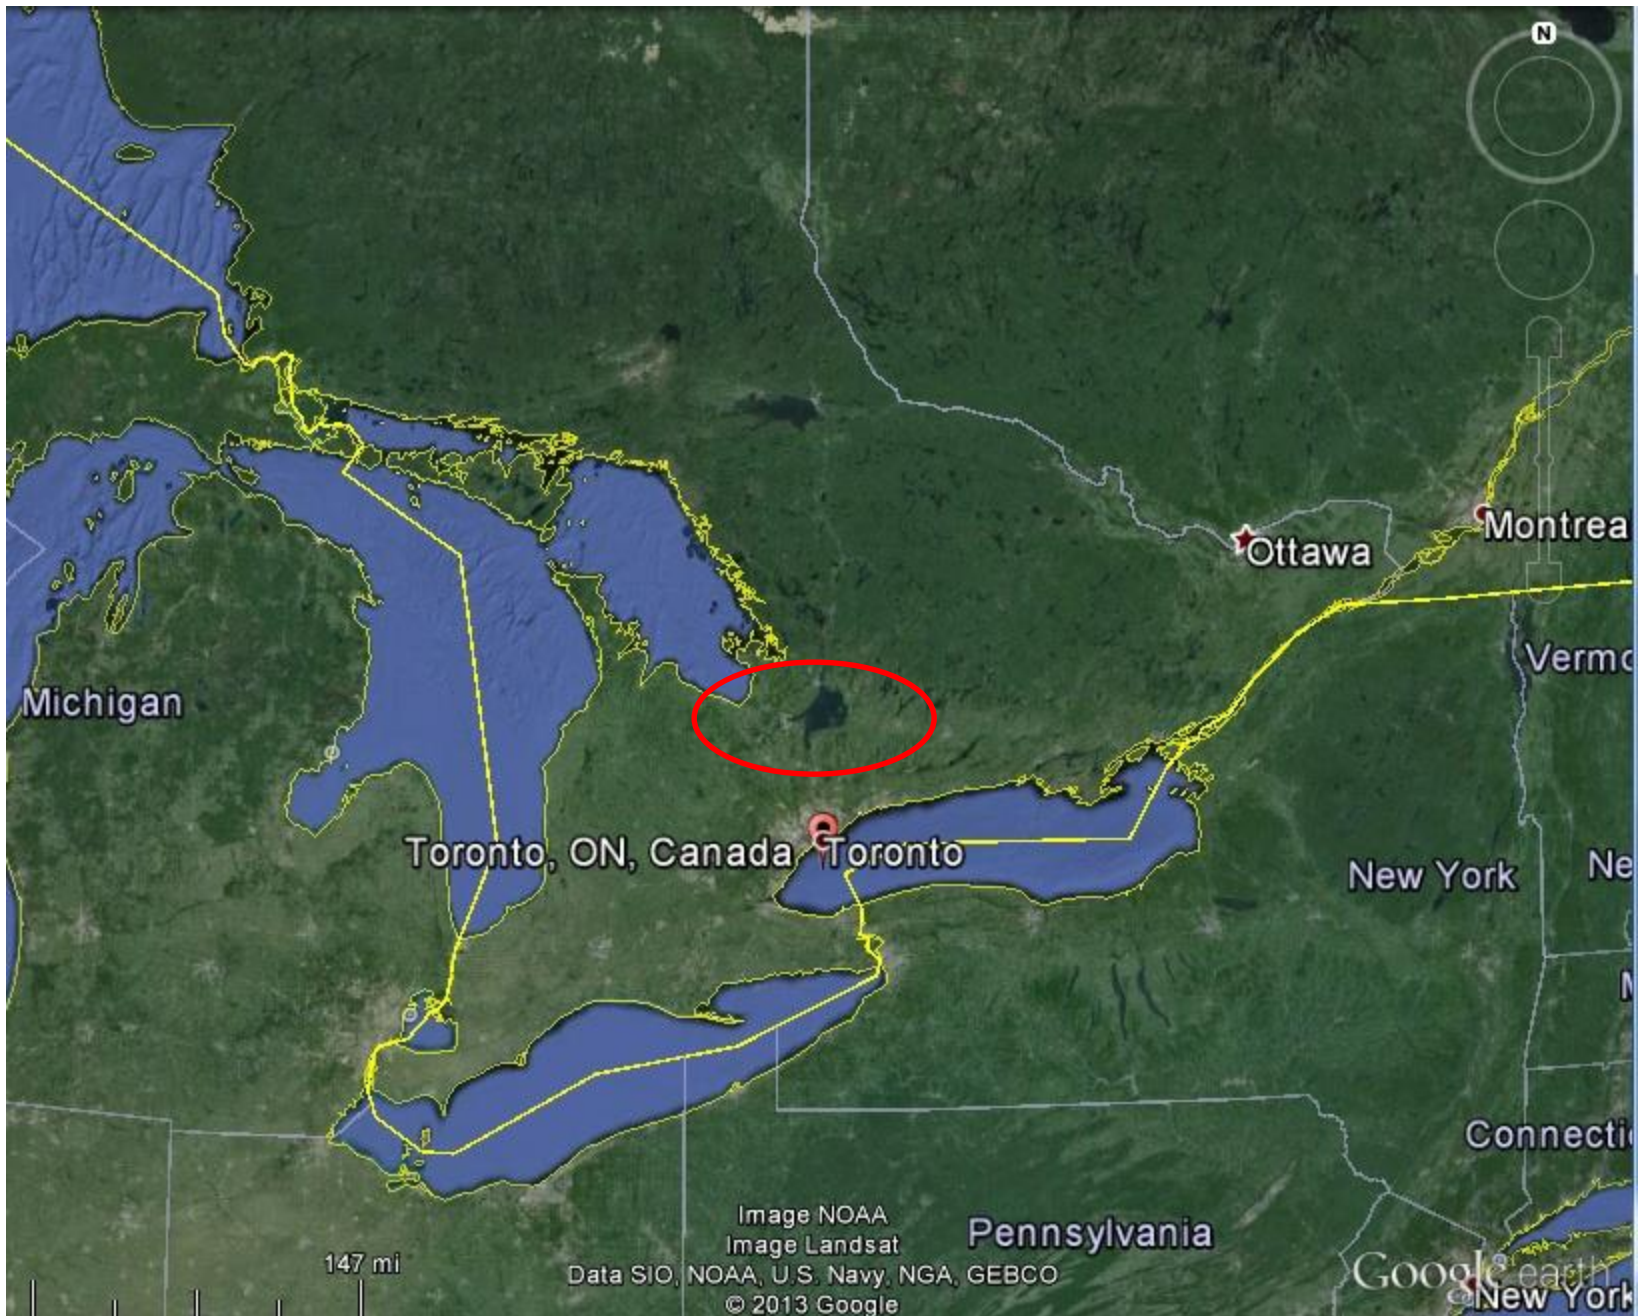 N
Montrea
Ottawa
Vermo
Michigan
Toronto, ON, Canada
Toronto
New York
Ne
Connecti
Pennsylvania
147 mi
Image NOAA
Image Landsat
Data SIO, NOAA, U.S. Navy, NGA, GEBCO
© 2013 Google
Google earth
New York